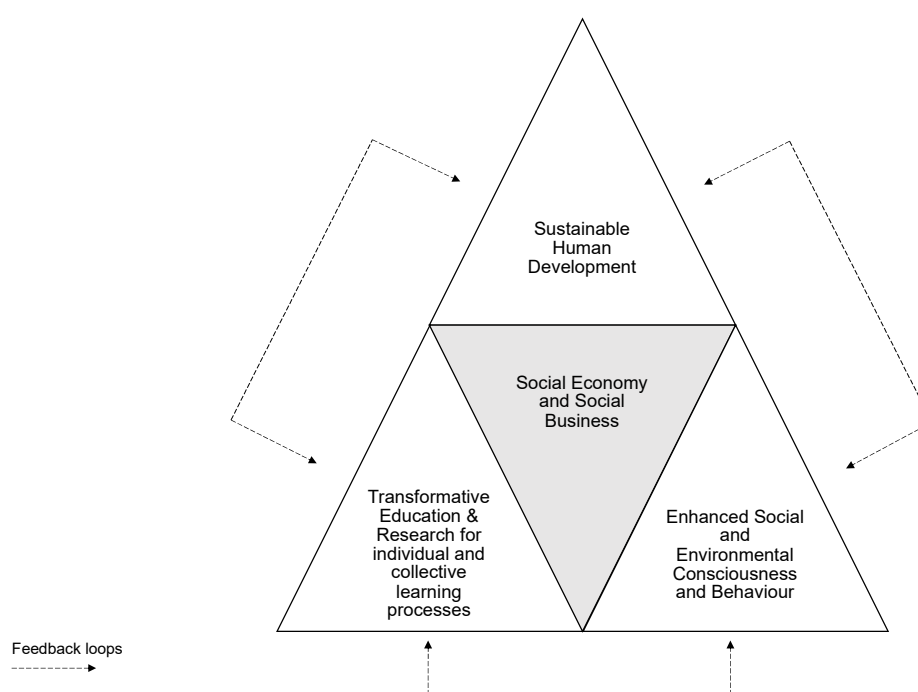 Sustainable
Human
Development
Social Economy
and Social
Business
Transformative
Education &
Research for
individual and
collective
learning
processes
Enhanced Social
and
Environmental
Consciousness
and Behaviour
Feedback loops